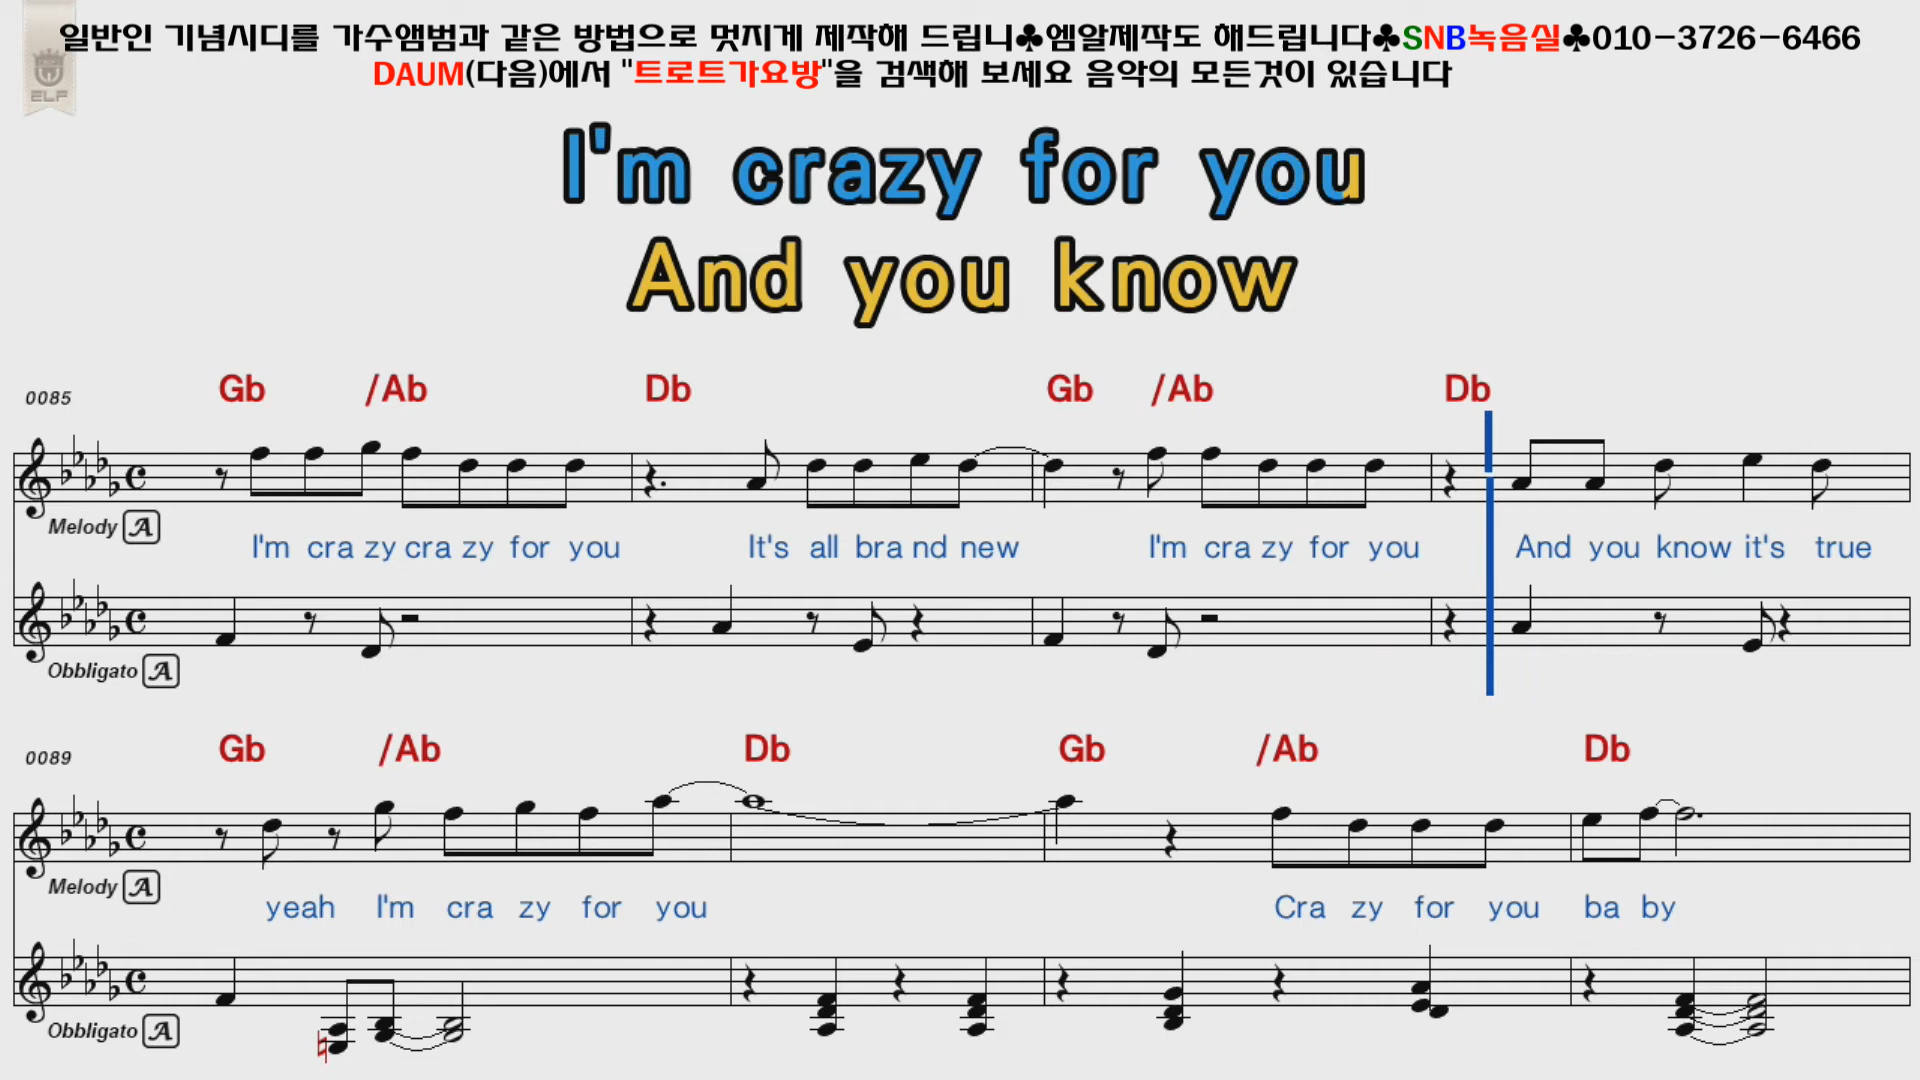 일반인 기념시디를 가수앨범과 같은 방법으로 멋지게 제작해 드립니♣엠알제작도 해드립니다♣SNB녹음실♣010-3726-6466
DAUM(다음)에서 "트로트가요방"을 검색해 보세요 음악의 모든것이 있습니다
ELF
I'm crazy for you
And you know
0085 Gb /Ab Db Gb /Ab Db
Melody A
I'm cra zy cra zy for you It's all bra nd new I'm cra zy for you And you know it's true
Obbligato A
0089 Gb /Ab Db Gb /Ab Db
Melody A
yeah I'm cra zy for you Cra zy for you ba by
Obbligato A